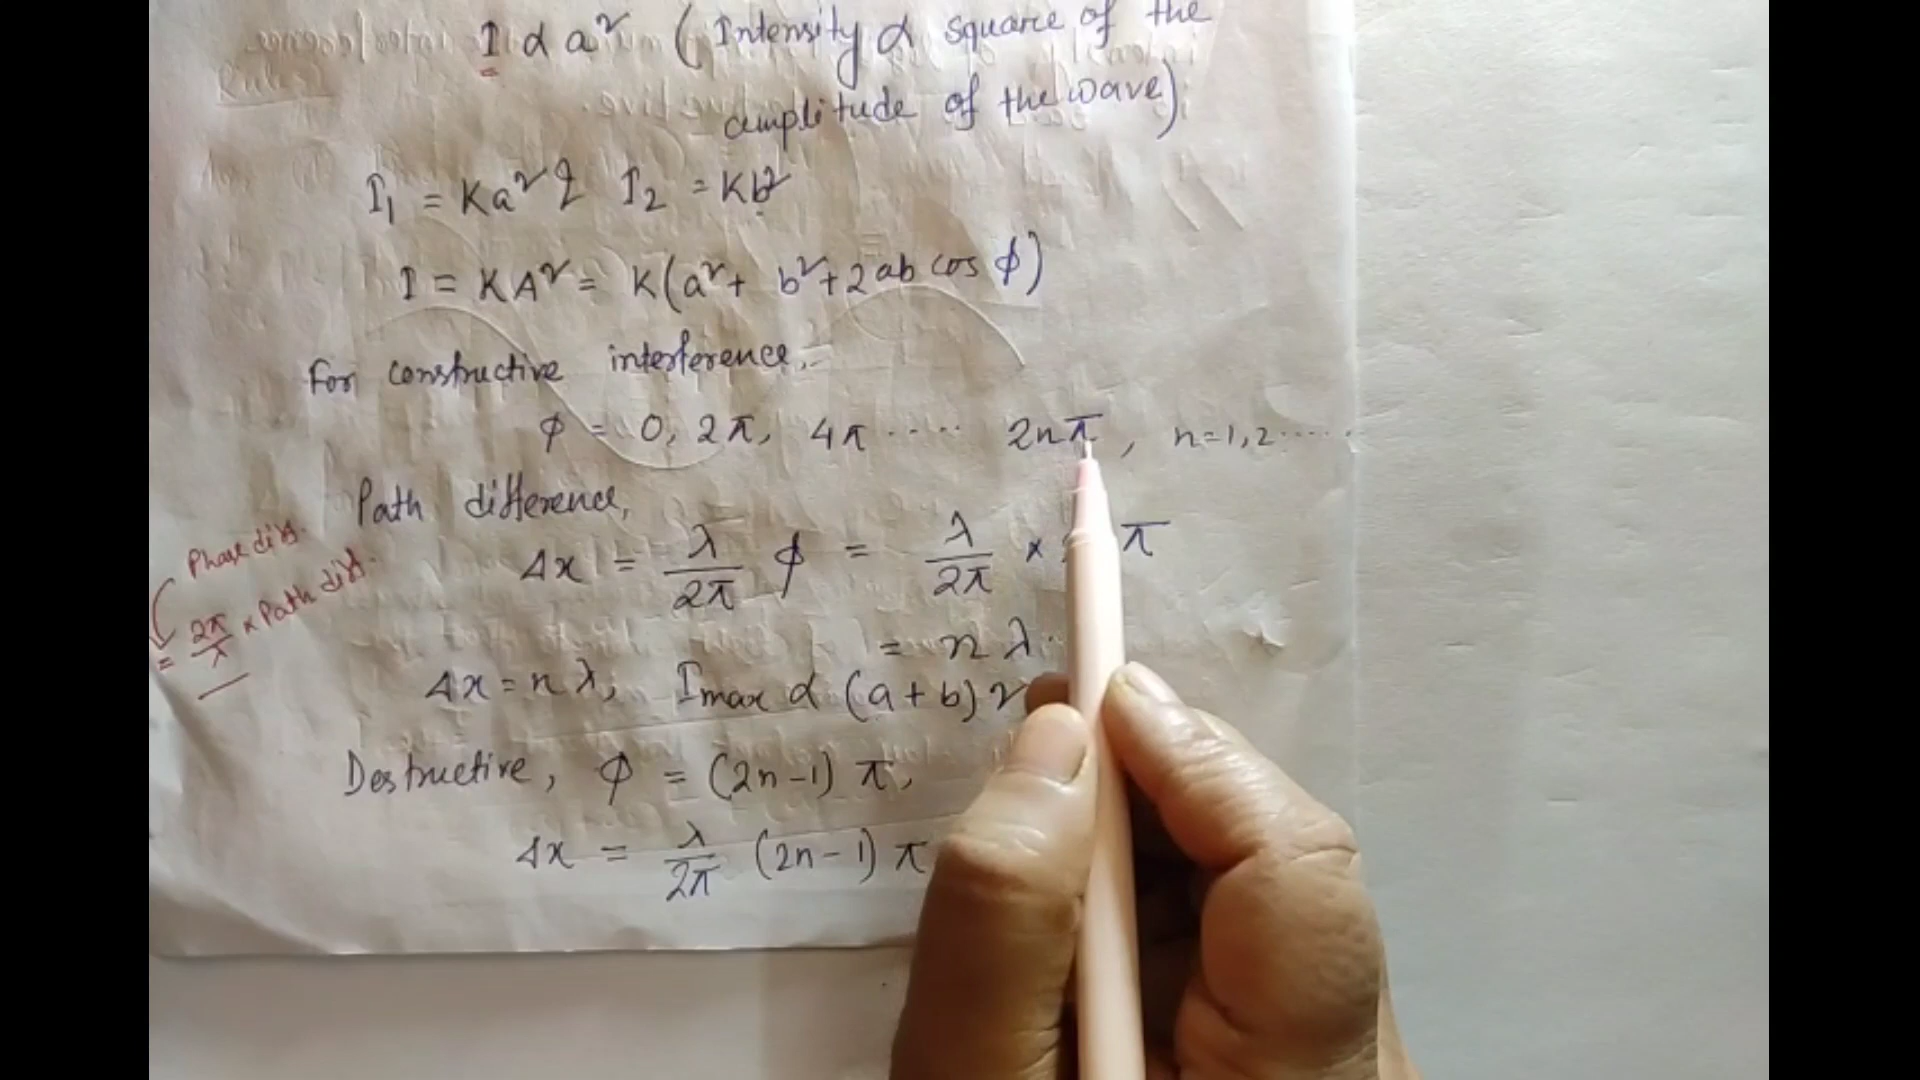 I α a² (Intensity α square of the
amplitude of the wave)
I₁ = Ka² & I₂ = Kb²
I = KA² = K(a² + b² + 2ab cos φ)
For constructive interference,
φ = 0, 2π, 4π ..... 2nπ, n=1,2.....
Path difference,
Δx = λ/2π φ = λ/2π × π
= nλ.
Phase diff.
= 2π/λ × Path diff.
Δx = nλ, Imax α (a + b)²
Destructive, φ = (2n-1) π,
Δx = λ/2π (2n-1) π